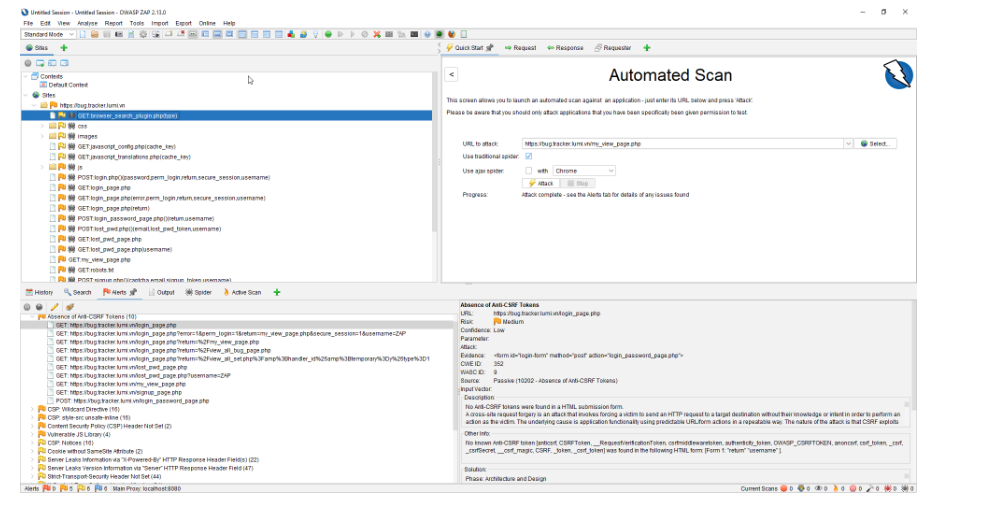 Untitled Session - Untitled Session - OWASP ZAP 2.13.0
File Edit View Analyse Report Tools Import Export Online Help
Standard Mode
Sites
Quick Start Request Response Requester
Contexts
Default Context
Sites
https://bug.tracker.lumi.vn
GET:browser_search_plugin.php(type)
css
images
GET:javascript_config.php(cache_key)
GET:javascript_translations.php(cache_key)
js
POST:login.php()(password,perm_login,return,secure_session,username)
GET:login_page.php
GET:login_page.php(error,perm_login,return,secure_session,username)
GET:login_page.php(return)
POST:login_password_page.php()(return,username)
POST:lost_pwd.php()(email,lost_pwd_token,username)
GET:lost_pwd_page.php
GET:lost_pwd_page.php(username)
GET:my_view_page.php
GET:robots.txt
POST:signup.php()(captcha,email,signup_token,username)
<
Automated Scan
This screen allows you to launch an automated scan against an application - just enter its URL below and press 'Attack'.
Please be aware that you should only attack applications that you have been specifically been given permission to test.
URL to attack: https://bug.tracker.lumi.vn/my_view_page.php Select...
Use traditional spider:
Use ajax spider: with Chrome
Attack Stop
Progress: Attack complete - see the Alerts tab for details of any issues found
History Search Alerts Output Spider Active Scan
Absence of Anti-CSRF Tokens (10)
GET: https://bug.tracker.lumi.vn/login_page.php
GET: https://bug.tracker.lumi.vn/login_page.php?error=1&perm_login=1&return=my_view_page.php&secure_session=1&username=ZAP
GET: https://bug.tracker.lumi.vn/login_page.php?return=%2Fmy_view_page.php
GET: https://bug.tracker.lumi.vn/login_page.php?return=%2Fview_all_bug_page.php
GET: https://bug.tracker.lumi.vn/login_page.php?return=%2Fview_all_set.php%3F
GET: https://bug.tracker.lumi.vn/lost_pwd_page.php
GET: https://bug.tracker.lumi.vn/lost_pwd_page.php?username=ZAP
GET: https://bug.tracker.lumi.vn/my_view_page.php
GET: https://bug.tracker.lumi.vn/signup_page.php
POST: https://bug.tracker.lumi.vn/login_password_page.php
CSP: Wildcard Directive (16)
CSP: style-src unsafe-inline (16)
Content Security Policy (CSP) Header Not Set (2)
Vulnerable JS Library (4)
CSP: Notices (16)
Cookie without SameSite Attribute (2)
Server Leaks Information via "X-Powered-By" HTTP Response Header Field(s) (22)
Server Leaks Version Information via "Server" HTTP Response Header Field (47)
Strict-Transport-Security Header Not Set (44)
Absence of Anti-CSRF Tokens
URL: https://bug.tracker.lumi.vn/login_page.php
Risk: Medium
Confidence: Low
Parameter:
Attack:
Evidence: <form id="login-form" method="post" action="login_password_page.php">
CWE ID: 352
WASC ID: 9
Source: Passive (10202 - Absence of Anti-CSRF Tokens)
Input Vector:
Description:
No Anti-CSRF tokens were found in a HTML submission form.
A cross-site request forgery is an attack that involves forcing a victim to send an HTTP request to a target destination without their knowledge or intent in order to perform an
action as the victim. The underlying cause is application functionality using predictable URL/form actions in a repeatable way. The nature of the attack is that CSRF exploits
Other Info:
No known Anti-CSRF token [anticsrf, CSRFToken, __RequestVerificationToken, csrfmiddlewaretoken, authenticity_token, OWASP_CSRFTOKEN, anoncsrf, csrf_token, _csrf,
_csrfSecret, __csrf_magic, CSRF, _token, _csrf_token] was found in the following HTML form: [Form 1: "return" "username" ].
Solution:
Phase: Architecture and Design
Alerts 0 5 6 6 Main Proxy: localhost:8080
Current Scans 0 0 0 0 0 0 0 0